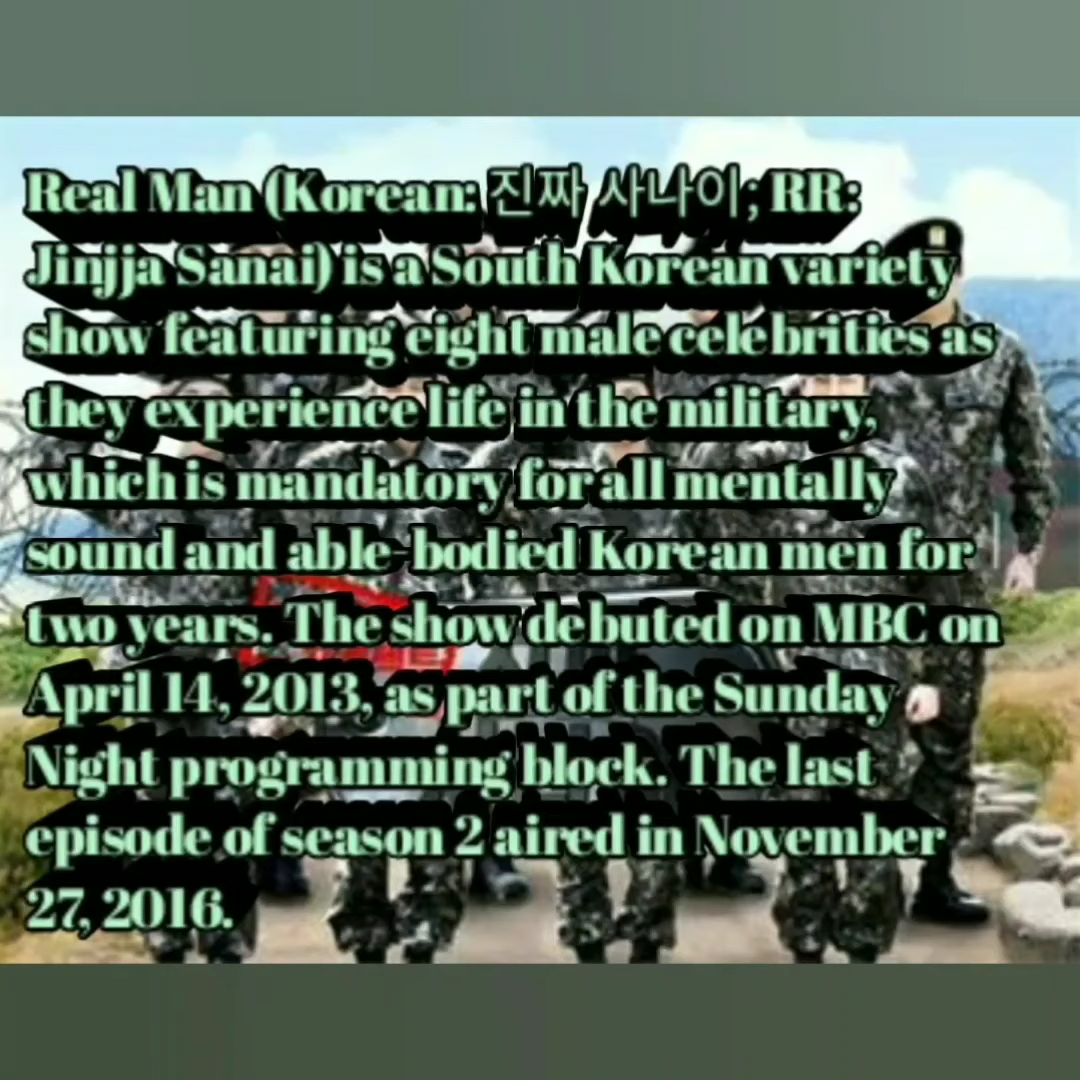 Real Man (Korean: 진짜 사나이; RR:
Jinjja Sanai) is a South Korean variety
show featuring eight male celebrities as
they experience life in the military,
which is mandatory for all mentally
sound and able-bodied Korean men for
two years. The show debuted on MBC on
April 14, 2013, as part of the Sunday
Night programming block. The last
episode of season 2 aired in November
27, 2016.